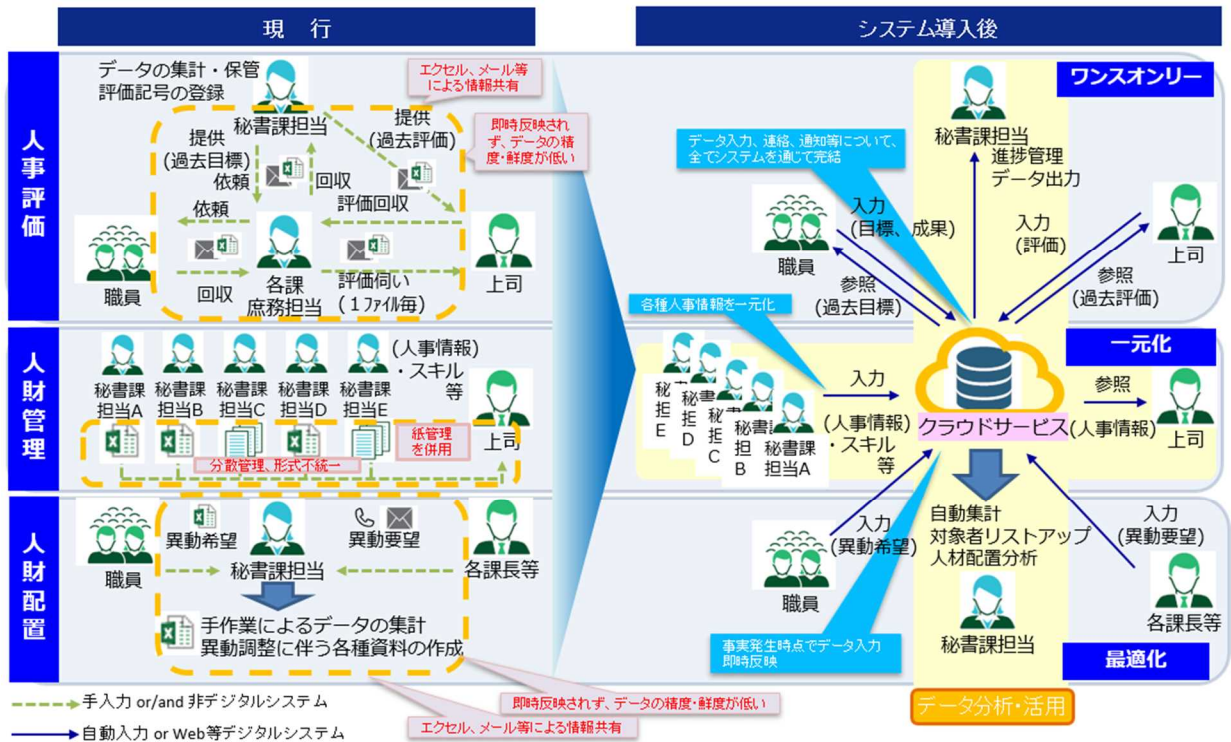 現　行
システム導入後
人事評価
データの集計・保管
評価記号の登録
秘書課担当
エクセル、メール等
による情報共有
即時反映され
ず、データの精
度・鮮度が低い
提供
(過去目標)
依頼
回収
提供
(過去評価)
依頼
評価回収
職員
回収
各課
庶務担当
評価伺い
(１ファイル毎)
上司
ワンスオンリー
秘書課担当
進捗管理
データ出力
データ入力、連絡、通知等について、
全てシステムを通じて完結
職員
入力
(目標、成果)
参照
(過去目標)
入力
(評価)
参照
(過去評価)
上司
人財管理
秘書課
担当A
秘書課
担当B
秘書課
担当C
秘書課
担当D
秘書課
担当E
(人事情報)
・スキル
等
上司
紙管理
を併用
分散管理、形式不統一
各種人事情報を一元化
一元化
秘
担
E
秘
担
D
秘
担
C
秘
担
B
秘書課
担当A
入力
(人事情報)
・スキル
等
クラウドサービス
参照
(人事情報)
上司
人財配置
職員
異動希望
秘書課担当
異動要望
各課長等
手作業によるデータの集計
異動調整に伴う各種資料の作成
職員
入力
(異動希望)
自動集計
対象者リストアップ
人材配置分析
秘書課担当
入力
(異動要望)
各課長等
事実発生時点でデータ入力
即時反映
最適化
データ分析・活用
手入力 or/and 非デジタルシステム
自動入力 or Web等デジタルシステム
即時反映されず、データの精度・鮮度が低い
エクセル、メール等による情報共有